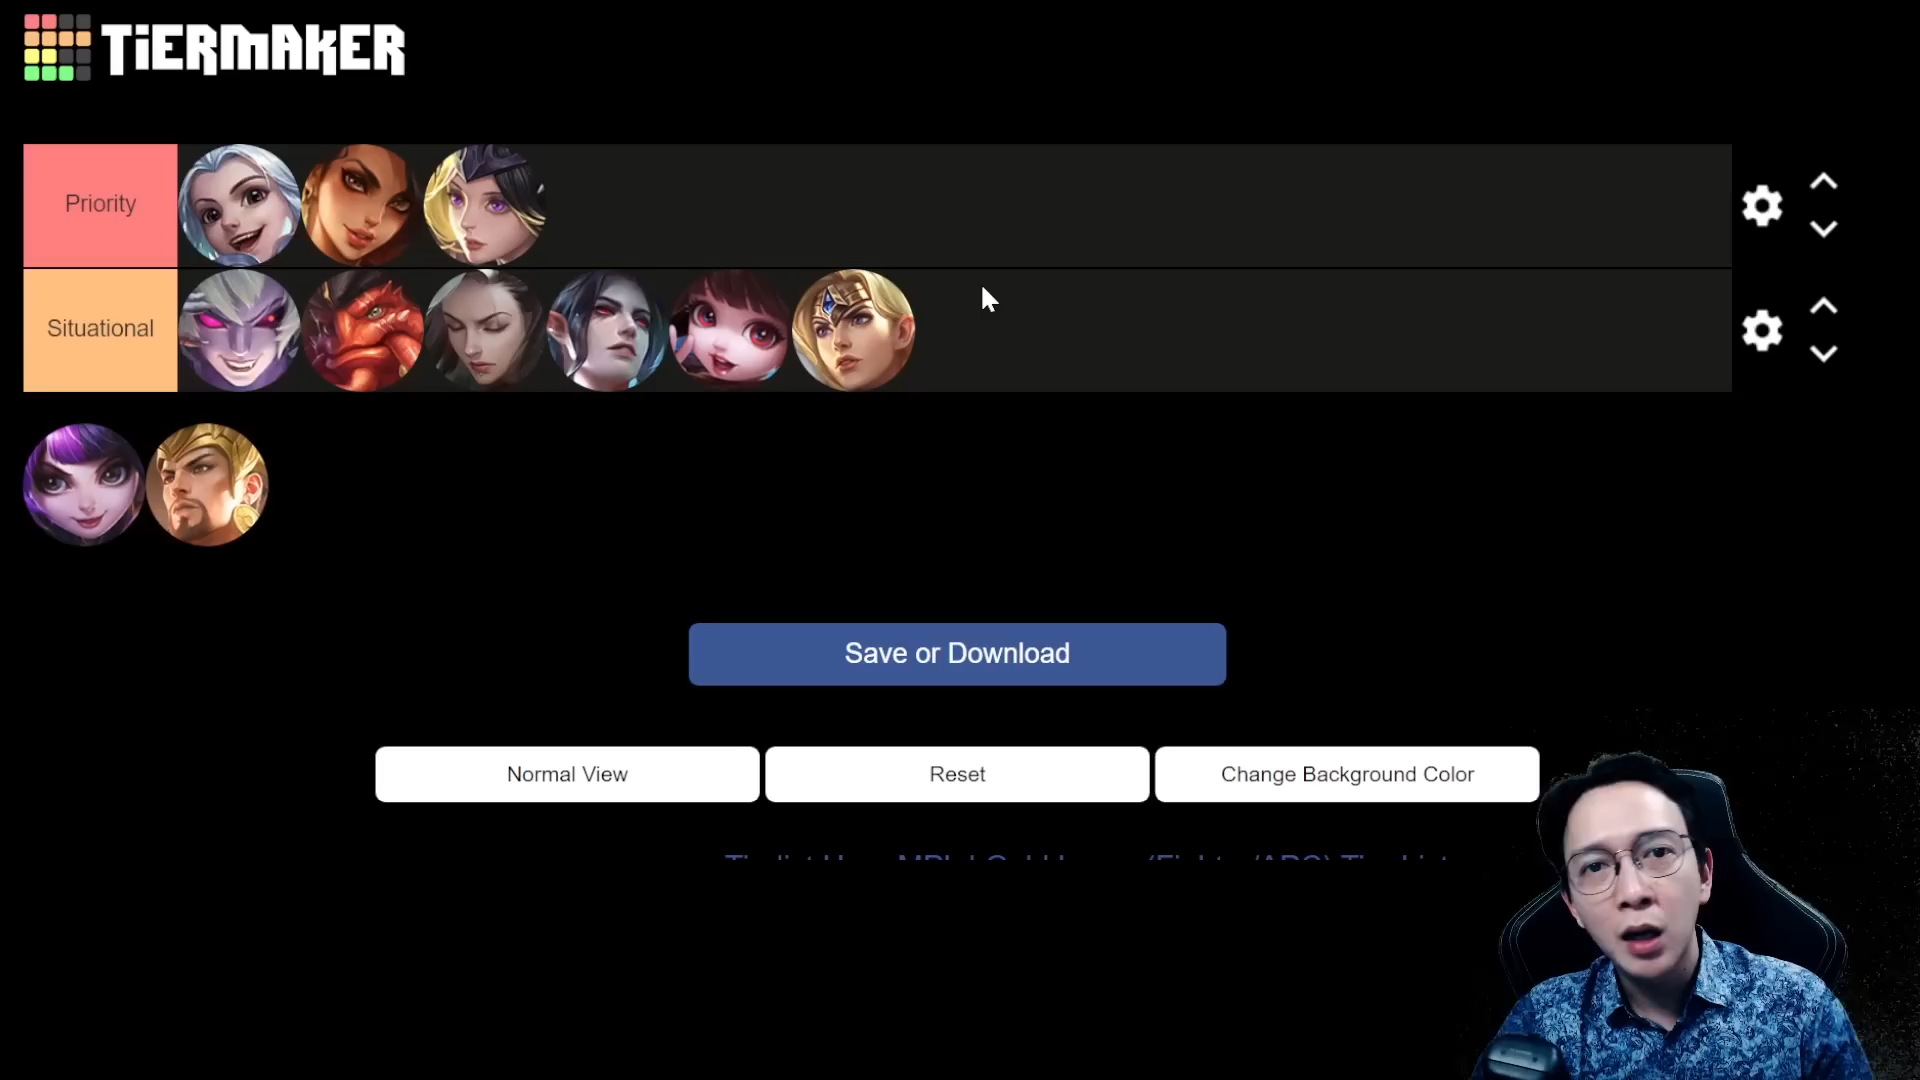 TiERMAKER
Priority
Situational
Save or Download
Normal View
Reset
Change Background Color